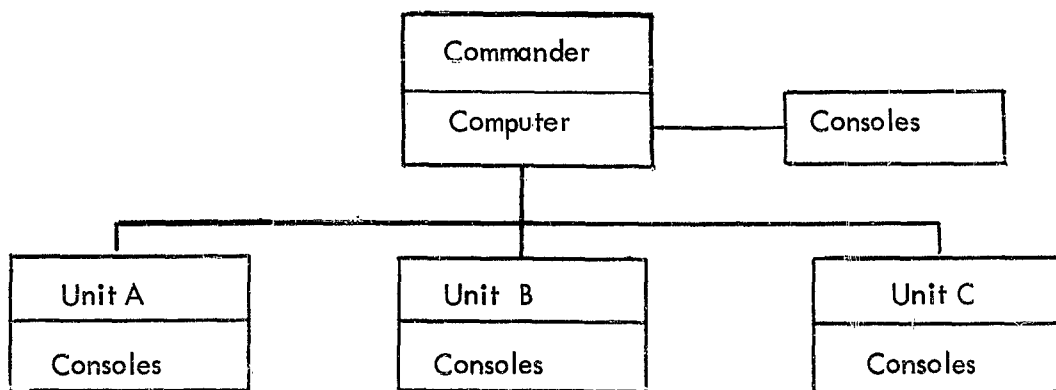 Commander
Computer
Consoles
Unit A
Unit B
Unit C
Consoles
Consoles
Consoles